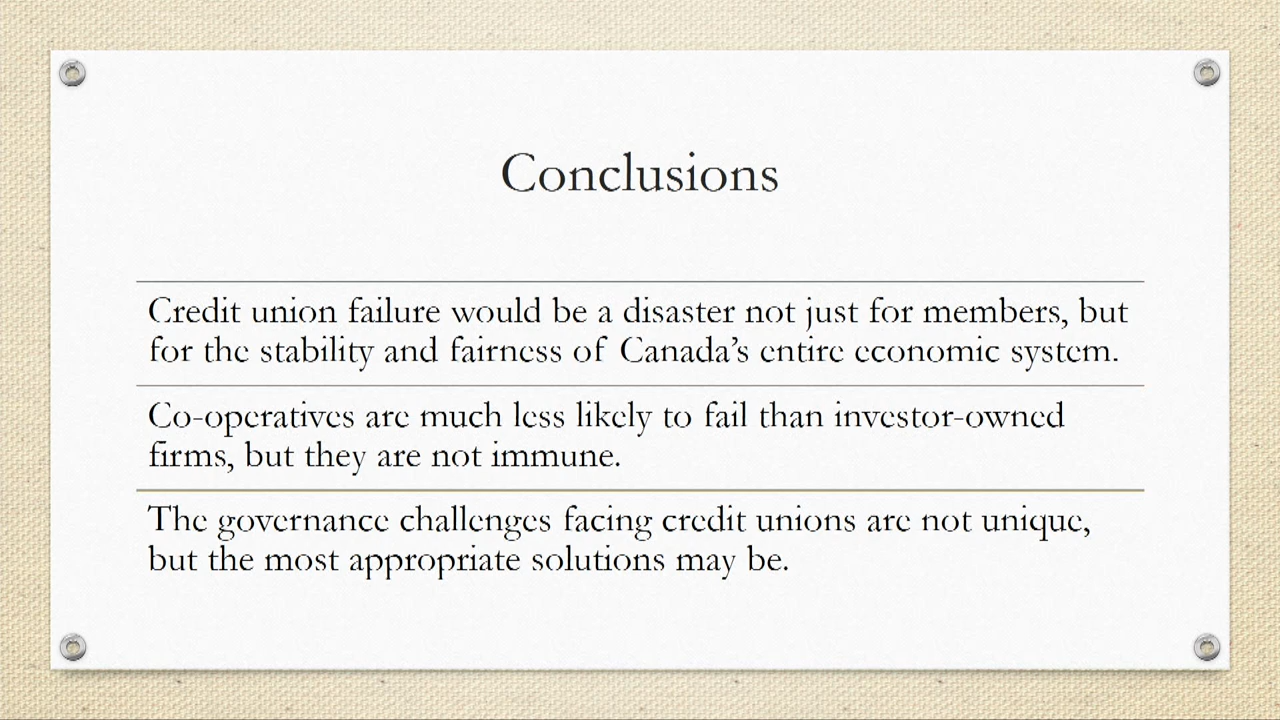 Conclusions
Credit union failure would be a disaster not just for members, but
for the stability and fairness of Canada’s entire economic system.
Co-operatives are much less likely to fail than investor-owned
firms, but they are not immune.
The governance challenges facing credit unions are not unique,
but the most appropriate solutions may be.